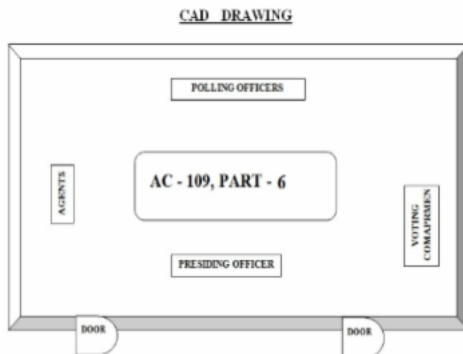 CAD DRAWING
POLLING OFFICERS
AGENTS
AC - 109, PART - 6
VOTING
COMAPRMEN
PRESIDING OFFICER
DOOR
DOOR